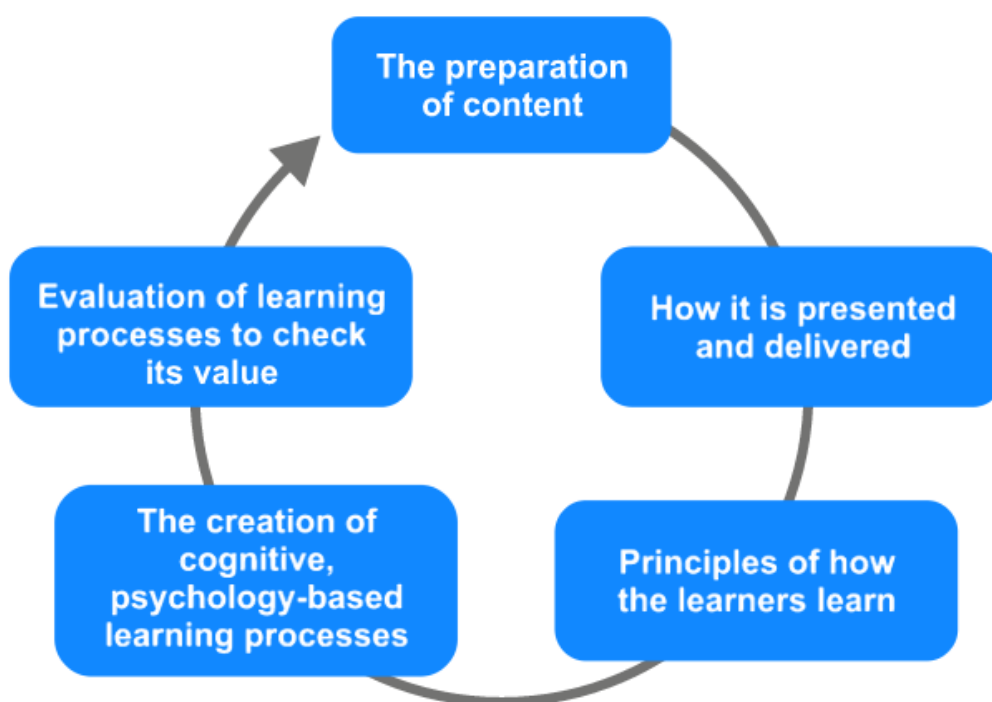 The preparation
of content
How it is presented
and delivered
Principles of how
the learners learn
The creation of
cognitive,
psychology-based
learning processes
Evaluation of learning
processes to check
its value